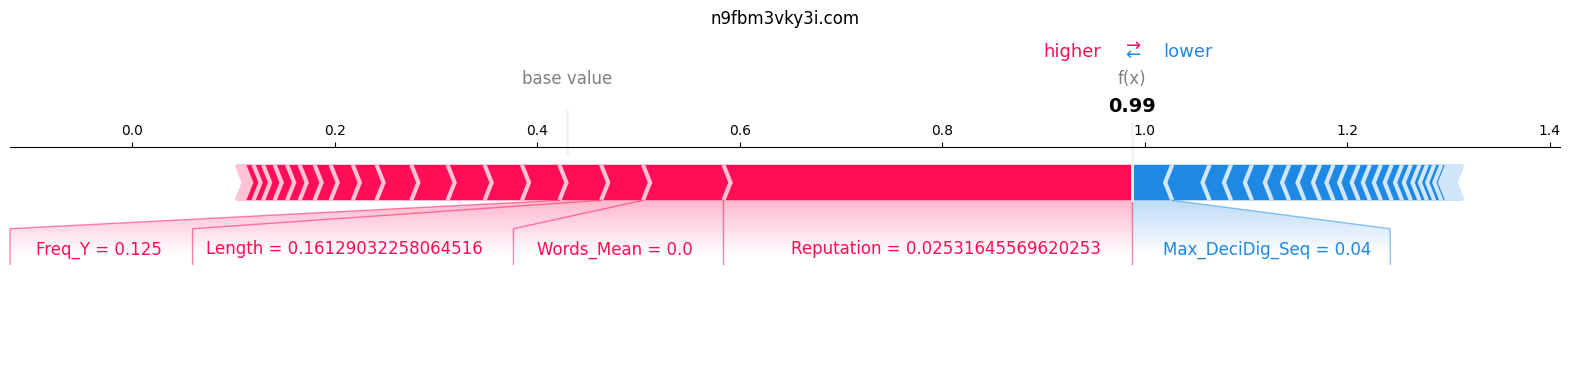 n9fbm3vky3i.com
higher → lower
←
base value f(x)
0.99
0.0 0.2 0.4 0.6 0.8 1.0 1.2 1.4
Freq_Y = 0.125 Length = 0.16129032258064516 Words_Mean = 0.0 Reputation = 0.02531645569620253 Max_DeciDig_Seq = 0.04